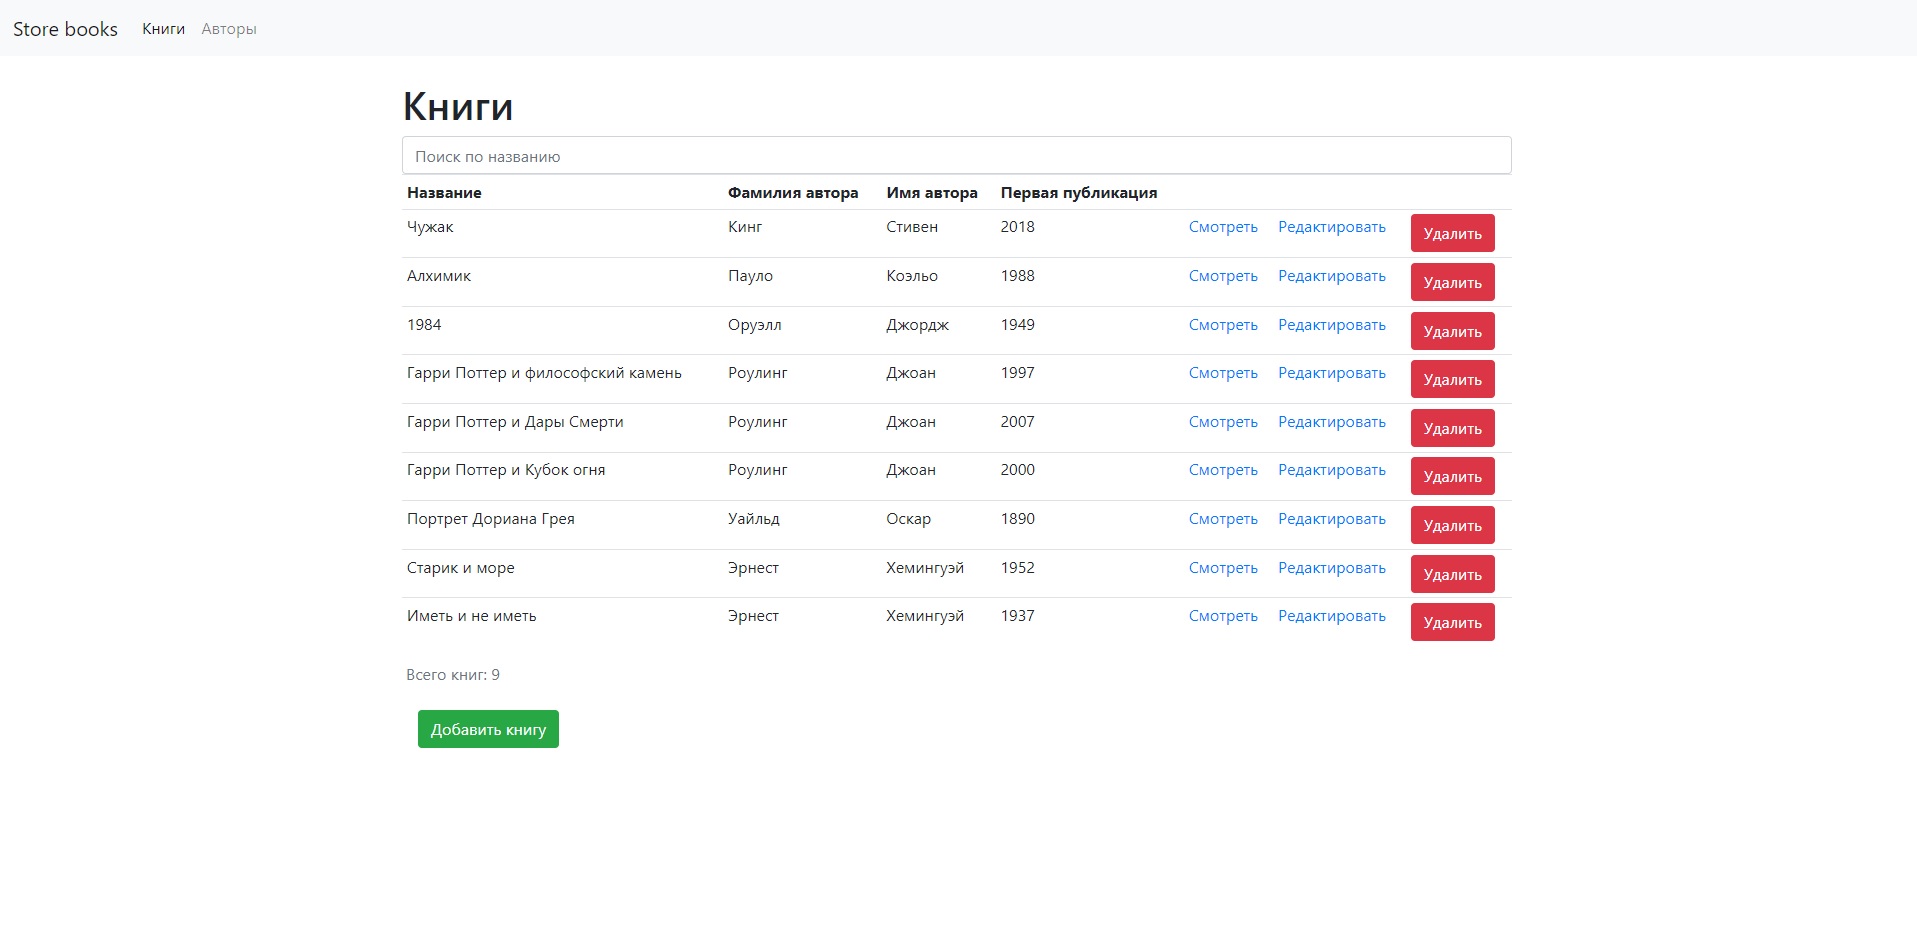 Store books Книги Авторы
Книги
Поиск по названию
Название Фамилия автора Имя автора Первая публикация
Чужак Кинг Стивен 2018 Смотреть Редактировать Удалить
Алхимик Пауло Коэльо 1988 Смотреть Редактировать Удалить
1984 Оруэлл Джордж 1949 Смотреть Редактировать Удалить
Гарри Поттер и философский камень Роулинг Джоан 1997 Смотреть Редактировать Удалить
Гарри Поттер и Дары Смерти Роулинг Джоан 2007 Смотреть Редактировать Удалить
Гарри Поттер и Кубок огня Роулинг Джоан 2000 Смотреть Редактировать Удалить
Портрет Дориана Грея Уайльд Оскар 1890 Смотреть Редактировать Удалить
Старик и море Эрнест Хемингуэй 1952 Смотреть Редактировать Удалить
Иметь и не иметь Эрнест Хемингуэй 1937 Смотреть Редактировать Удалить
Всего книг: 9
Добавить книгу